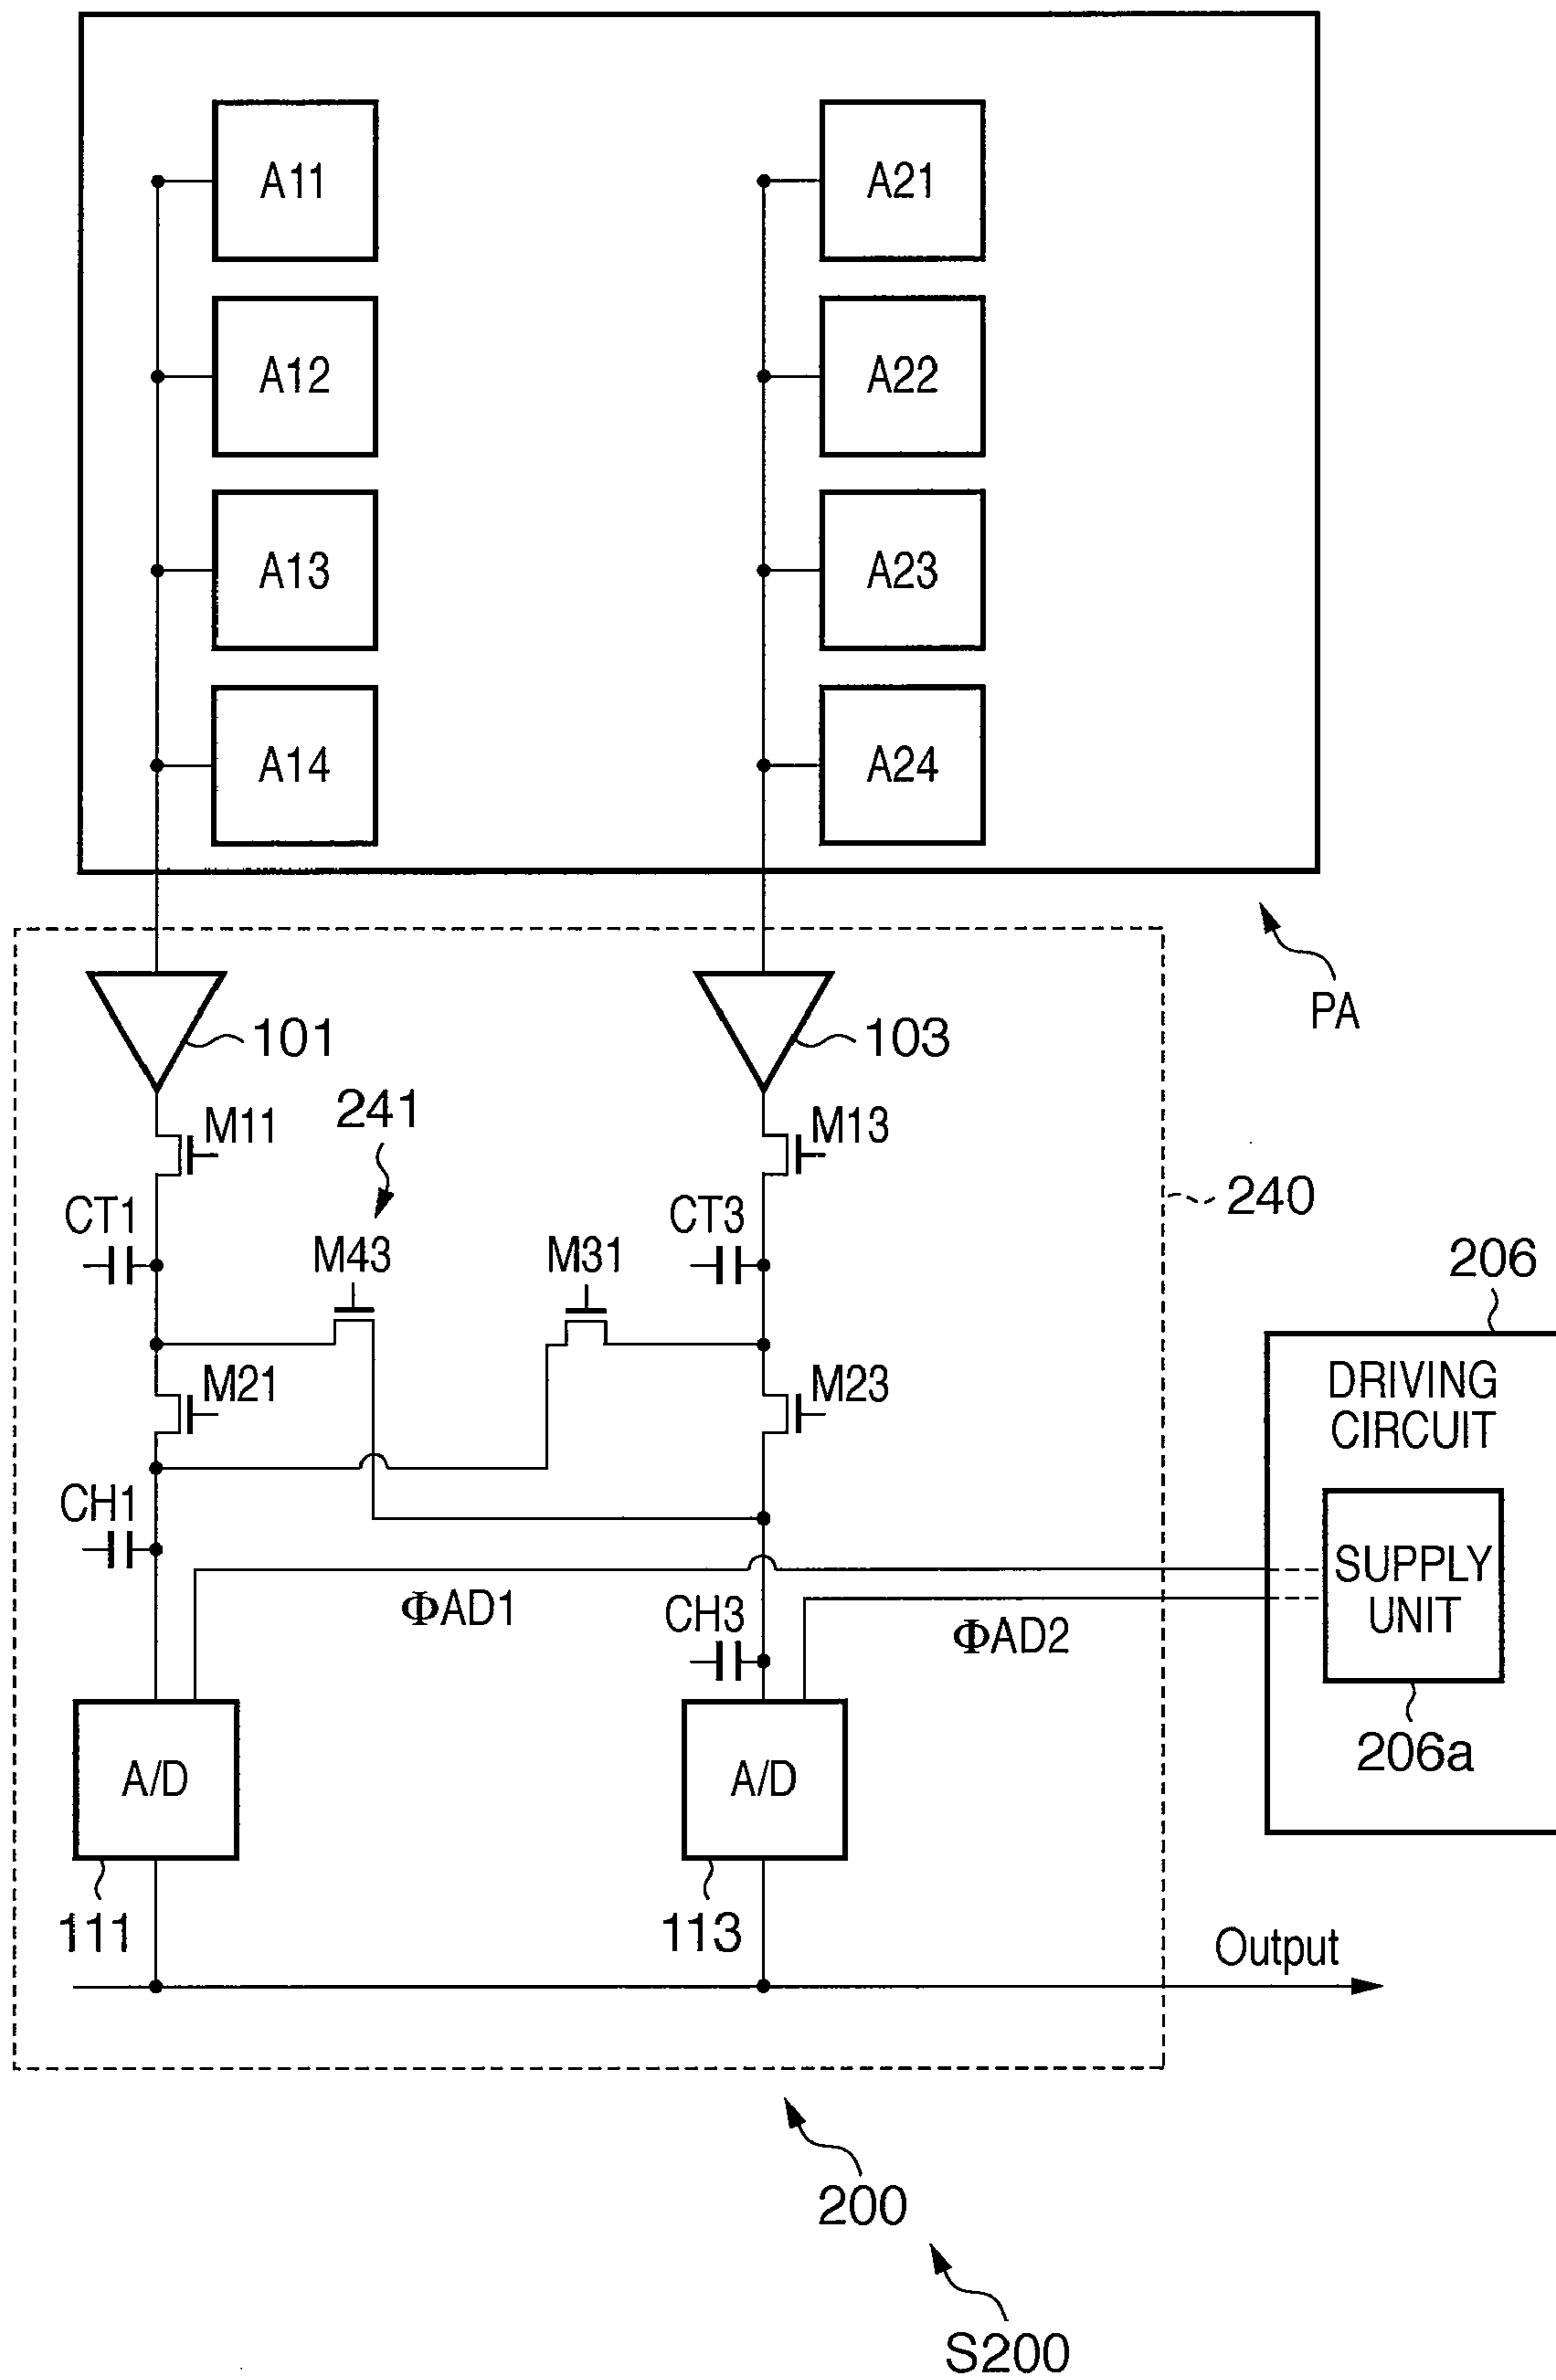 A11 A21
A12 A22
A13 A23
A14 A24
PA
101 103
241
M11 M13
CT1 CT3
240
M43 M31
206
M21 M23
DRIVING
CIRCUIT
CH1
SUPPLY
UNIT
ΦAD1
CH3
ΦAD2
206a
A/D A/D
111 113
Output
200
S200